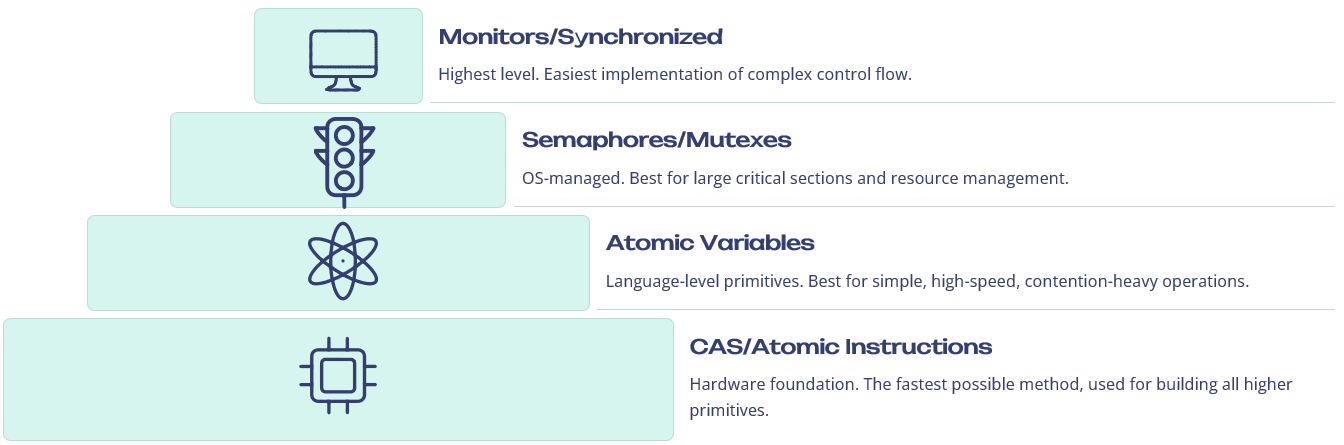 Monitors/Synchronized
Highest level. Easiest implementation of complex control flow.
Semaphores/Mutexes
OS-managed. Best for large critical sections and resource management.
Atomic Variables
Language-level primitives. Best for simple, high-speed, contention-heavy operations.
CAS/Atomic Instructions
Hardware foundation. The fastest possible method, used for building all higher
primitives.